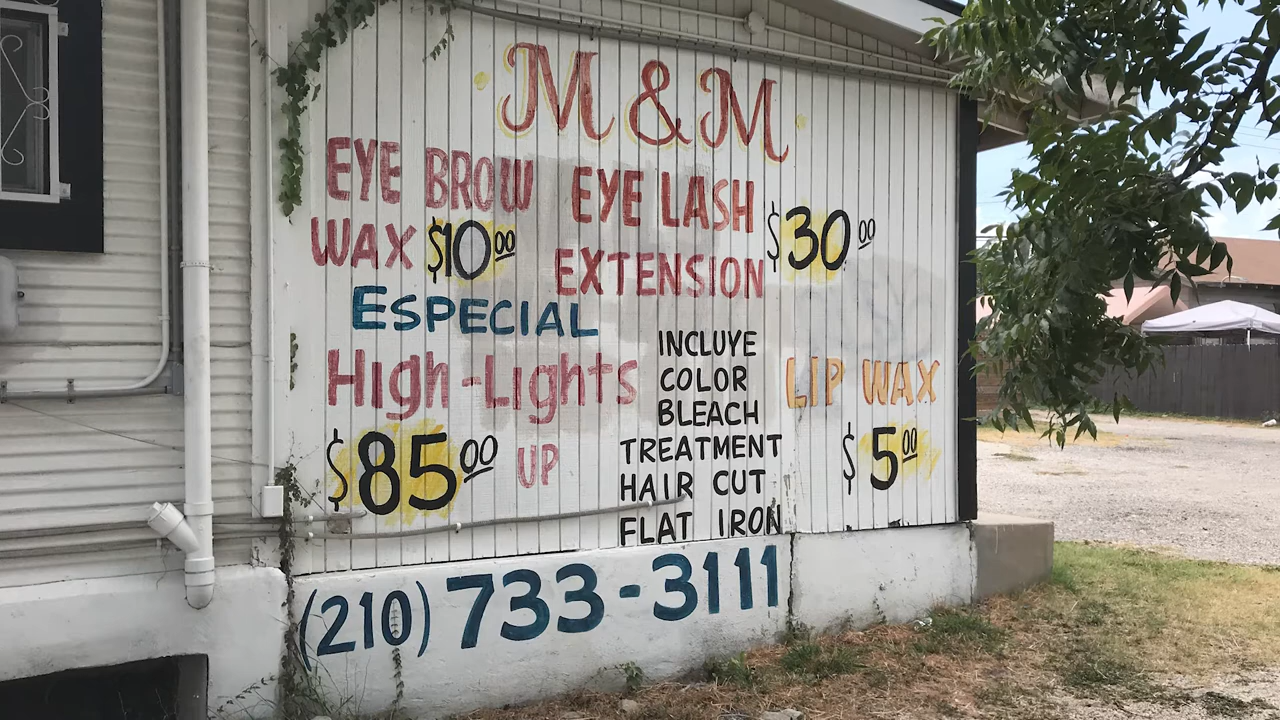 M & M
EYE BROW
WAX $10.00
EYE LASH
EXTENSION
$30.00
ESPECIAL
HIgh-LIghts
$85.00 UP
INCLUYE
COLOR
BLEACH
TREATMENT
HAIR CUT
FLAT IRON
LIP WAX
$5.00
(210) 733-3111